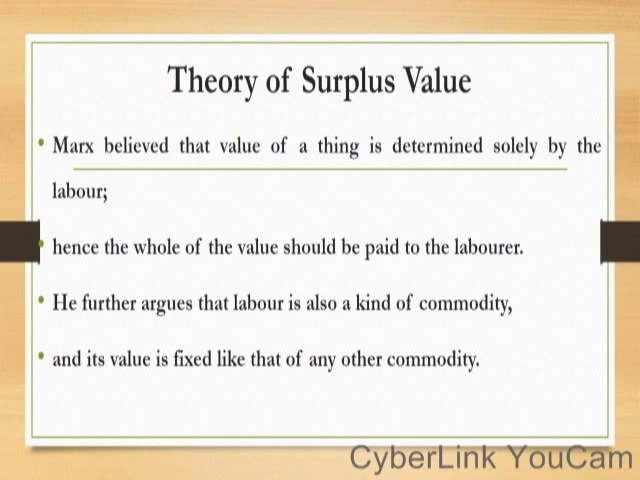 Theory of Surplus Value
• Marx believed that value of a thing is determined solely by the
labour;
• hence the whole of the value should be paid to the labourer.
• He further argues that labour is also a kind of commodity,
• and its value is fixed like that of any other commodity.
CyberLink YouCam